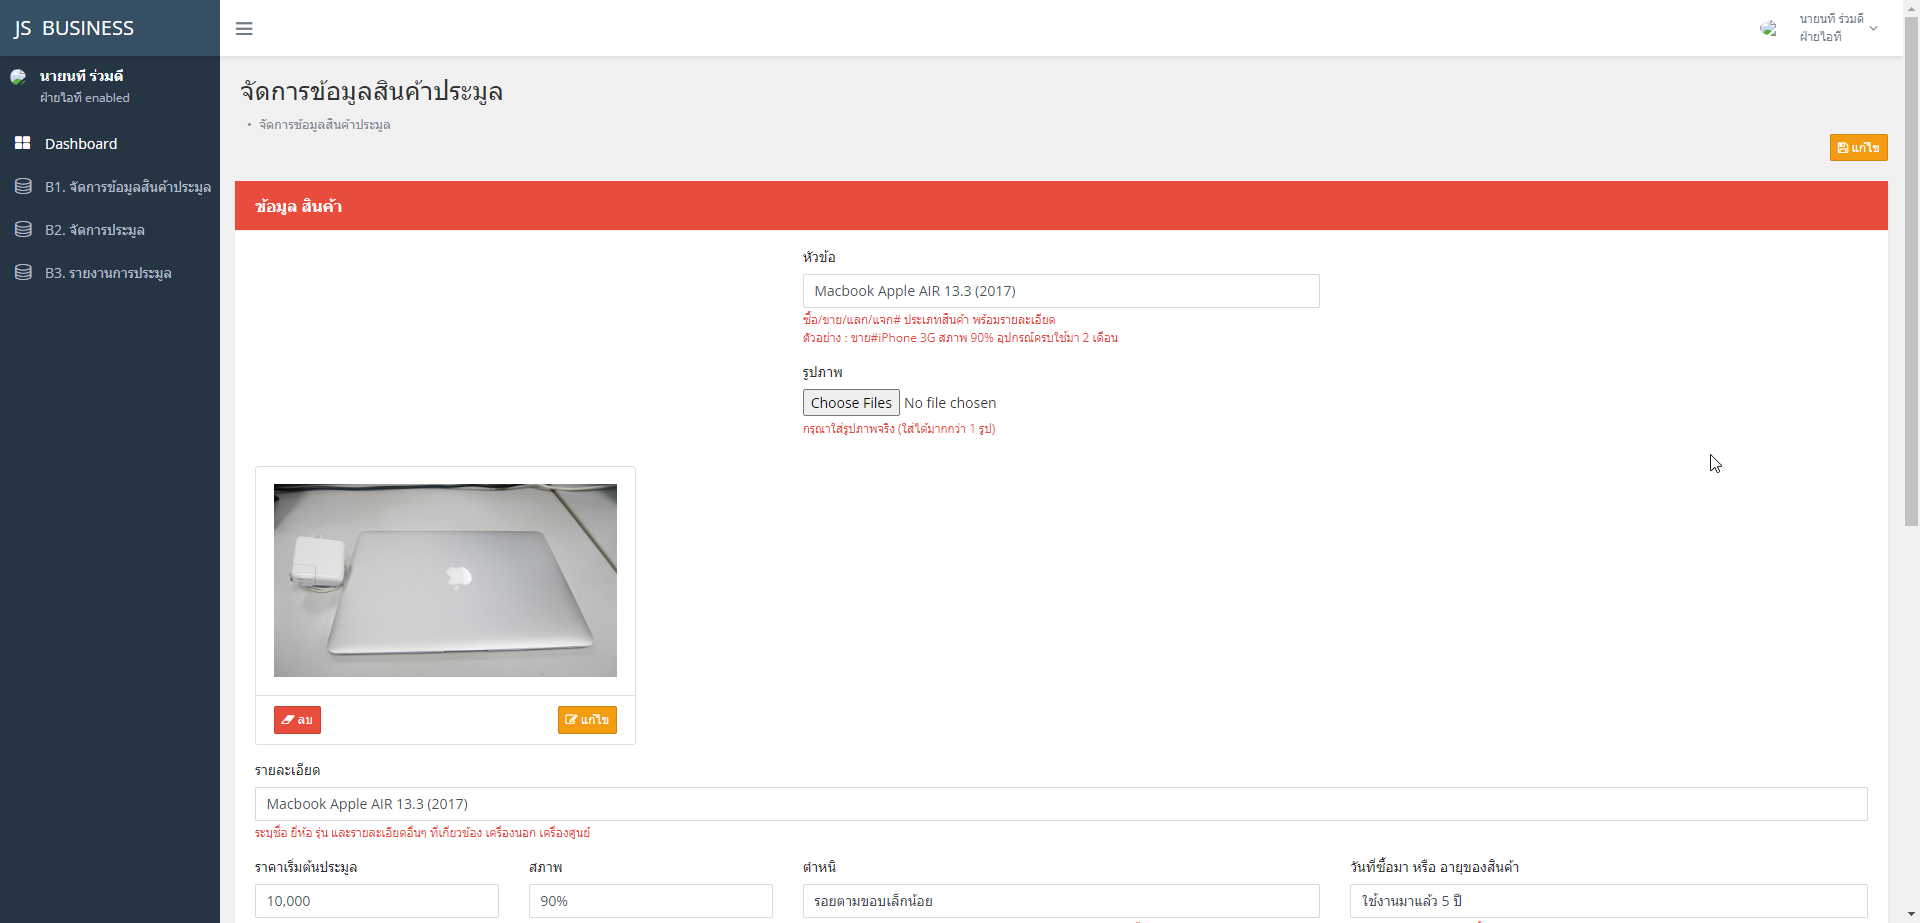 JS BUSINESS
นายนที ร่วมดี
ฝ่ายไอที
นายนที ร่วมดี
ฝ่ายไอที enabled
Dashboard
B1. จัดการข้อมูลสินค้าประมูล
B2. จัดการประมูล
B3. รายงานการประมูล
จัดการข้อมูลสินค้าประมูล
• จัดการข้อมูลสินค้าประมูล
แก้ไข
ข้อมูล สินค้า
หัวข้อ
Macbook Apple AIR 13.3 (2017)
ซื้อ/ขาย/แลก/แจก# ประเภทสินค้า พร้อมรายละเอียด
ตัวอย่าง : ขาย#iPhone 3G สภาพ 90% อุปกรณ์ครบใช้มา 2 เดือน
รูปภาพ
Choose Files No file chosen
กรุณาใส่รูปภาพจริง (ใส่ได้มากกว่า 1 รูป)
ลบ แก้ไข
รายละเอียด
Macbook Apple AIR 13.3 (2017)
ระบุชื่อ ยี่ห้อ รุ่น และรายละเอียดอื่นๆ ที่เกี่ยวข้อง เครื่องนอก เครื่องศูนย์
ราคาเริ่มต้นประมูล สภาพ ตำหนิ วันที่ซื้อมา หรือ อายุของสินค้า
10,000 90% รอยตามขอบเล็กน้อย ใช้งานมาแล้ว 5 ปี